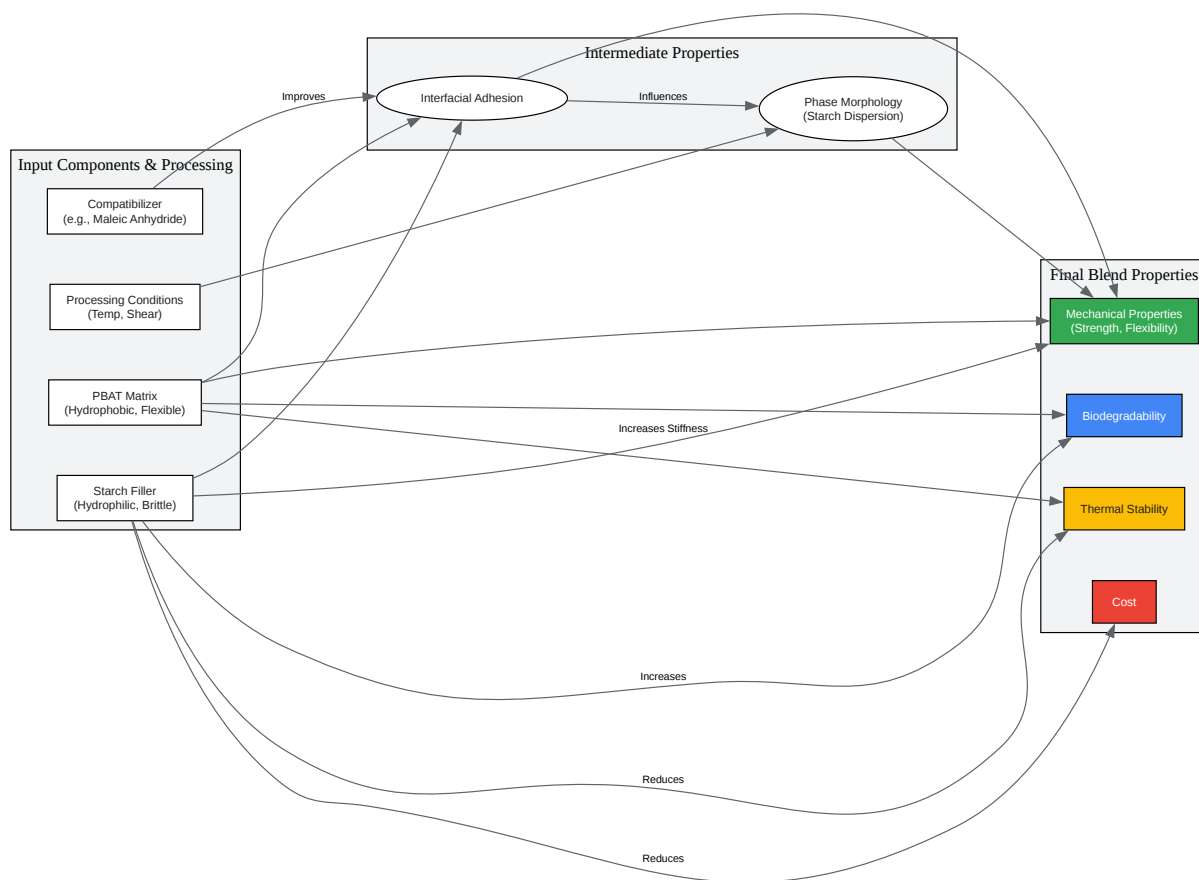 Intermediate Properties
Improves
Interfacial Adhesion
Influences
Phase Morphology
(Starch Dispersion)
Input Components & Processing
Compatibilizer
(e.g., Maleic Anhydride)
Processing Conditions
(Temp, Shear)
PBAT Matrix
(Hydrophobic, Flexible)
Starch Filler
(Hydrophilic, Brittle)
Final Blend Properties
Mechanical Properties
(Strength, Flexibility)
Increases Stiffness
Biodegradability
Thermal Stability
Cost
Increases
Reduces
Reduces